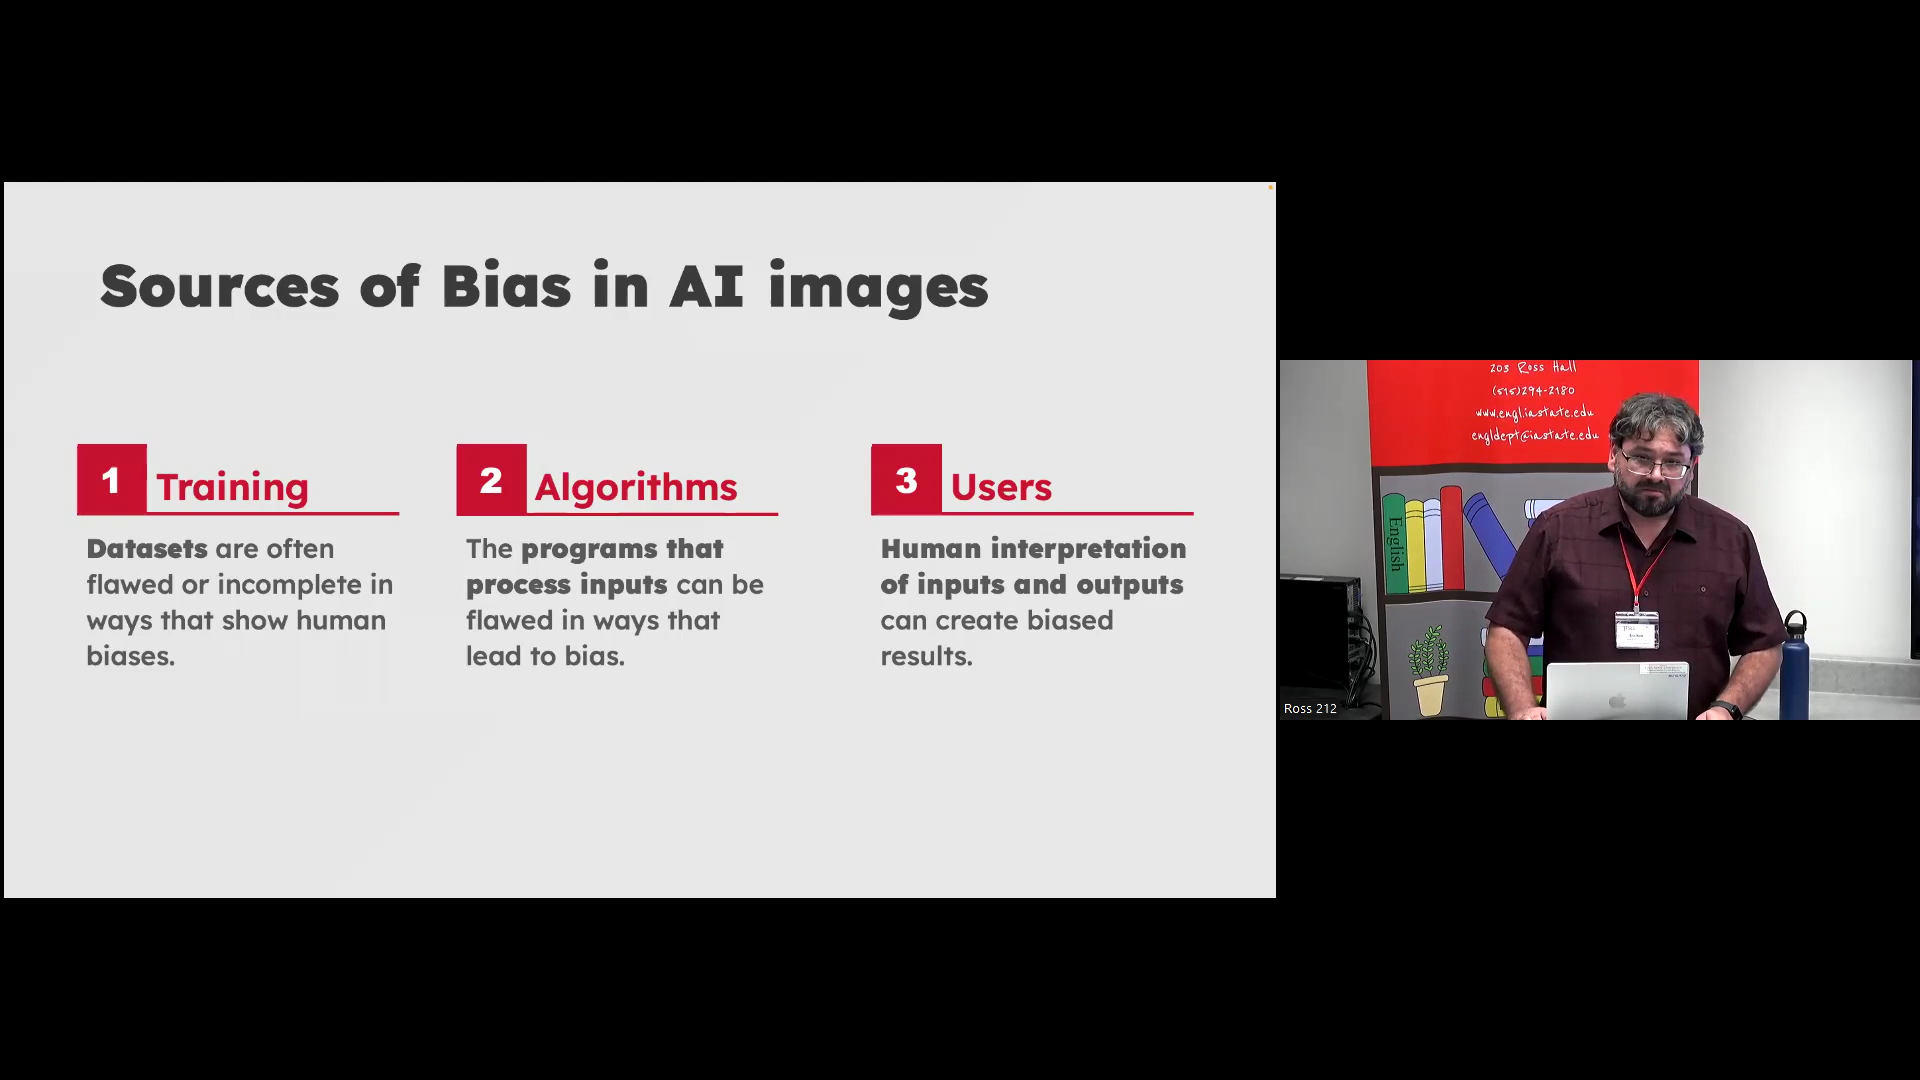 Sources of Bias in AI images
1 Training
Datasets are often
flawed or incomplete in
ways that show human
biases.
2 Algorithms
The programs that
process inputs can be
flawed in ways that
lead to bias.
3 Users
Human interpretation
of inputs and outputs
can create biased
results.
203 Ross Hall
(515)294-2180
www.engl.iastate.edu
engldept@iastate.edu
English
Ross 212